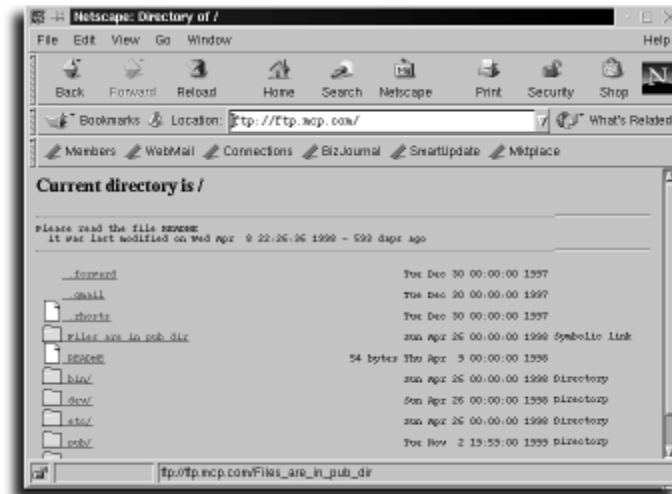 Netscape: Directory of /
File Edit View Go Window Help
Back Forward Reload Home Search Netscape Print Security Shop N
Bookmarks Location: ftp://ftp.mcp.com/ What's Related
Members WebMail Connections BizJournal SmartUpdate Mktplace
Current directory is /
Please read the file README
it was last modified on Wed Apr 8 22:26:36 1998 - 593 days ago
.forward Tue Dec 30 00:00:00 1997
.qmail Tue Dec 30 00:00:00 1997
.rhosts Tue Dec 30 00:00:00 1997
Files are in pub dir Sun Apr 26 00:00:00 1998 Symbolic link
README 54 bytes Thu Apr 9 00:00:00 1998
bin/ Sun Apr 26 00:00:00 1998 Directory
dev/ Sun Apr 26 00:00:00 1998 Directory
etc/ Sun Apr 26 00:00:00 1998 Directory
pub/ Tue Nov 2 19:59:00 1999 Directory
ftp://ftp.mcp.com/Files_are_in_pub_dir